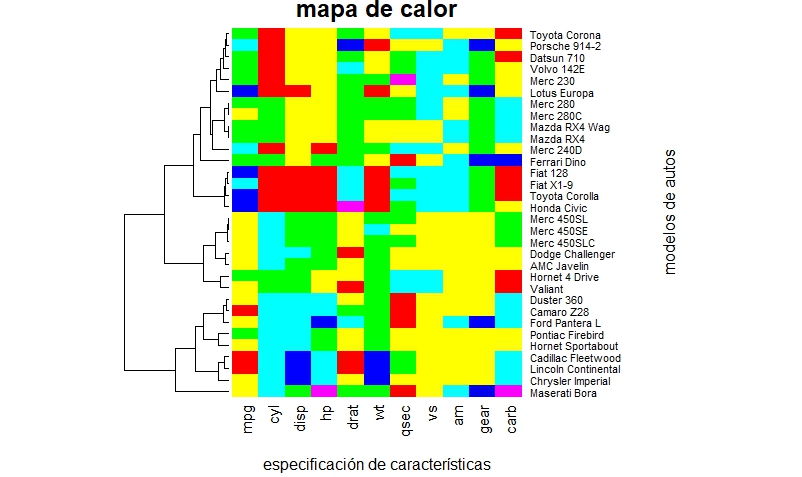 mapa de calor
Toyota Corona
Porsche 914-2
Datsun 710
Volvo 142E
Merc 230
Lotus Europa
Merc 280
Merc 280C
Mazda RX4 Wag
Mazda RX4
Merc 240D
Ferrari Dino
Fiat 128
Fiat X1-9
Toyota Corolla
Honda Civic
Merc 450SL
Merc 450SE
Merc 450SLC
Dodge Challenger
AMC Javelin
Hornet 4 Drive
Valiant
Duster 360
Camaro Z28
Ford Pantera L
Pontiac Firebird
Hornet Sportabout
Cadillac Fleetwood
Lincoln Continental
Chrysler Imperial
Maserati Bora
modelos de autos
mpg
cyl
disp
hp
drat
wt
qsec
vs
am
gear
carb
especificación de características